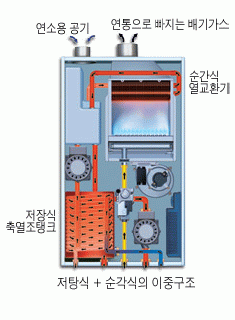 연소용 공기
연통으로 빠지는 배기가스
순간식
열교환기
저장식
축열조탱크
저탕식 + 순각식의 이중구조